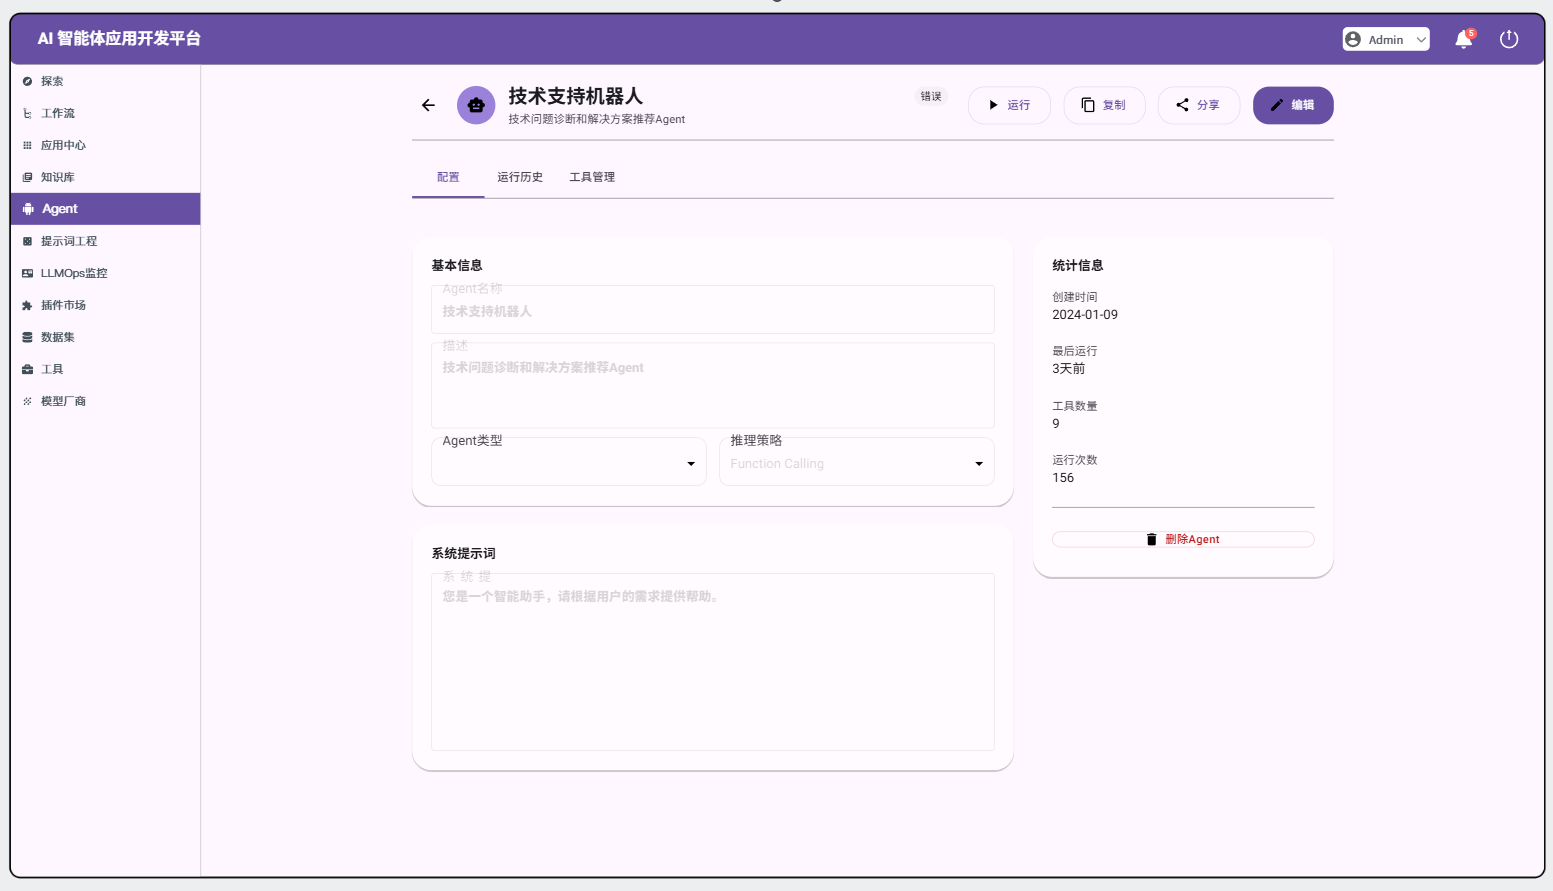 AI 智能体应用开发平台
Admin
5
探索
工作流
应用中心
知识库
Agent
提示词工程
LLMOps监控
插件市场
数据集
工具
模型厂商
技术支持机器人
技术问题诊断和解决方案推荐Agent
错误
运行
复制
分享
编辑
配置
运行历史
工具管理
基本信息
Agent名称
技术支持机器人
描述
技术问题诊断和解决方案推荐Agent
Agent类型
推理策略
Function Calling
系统提示词
系 统 提
您是一个智能助手，请根据用户的需求提供帮助。
统计信息
创建时间
2024-01-09
最后运行
3天前
工具数量
9
运行次数
156
删除Agent